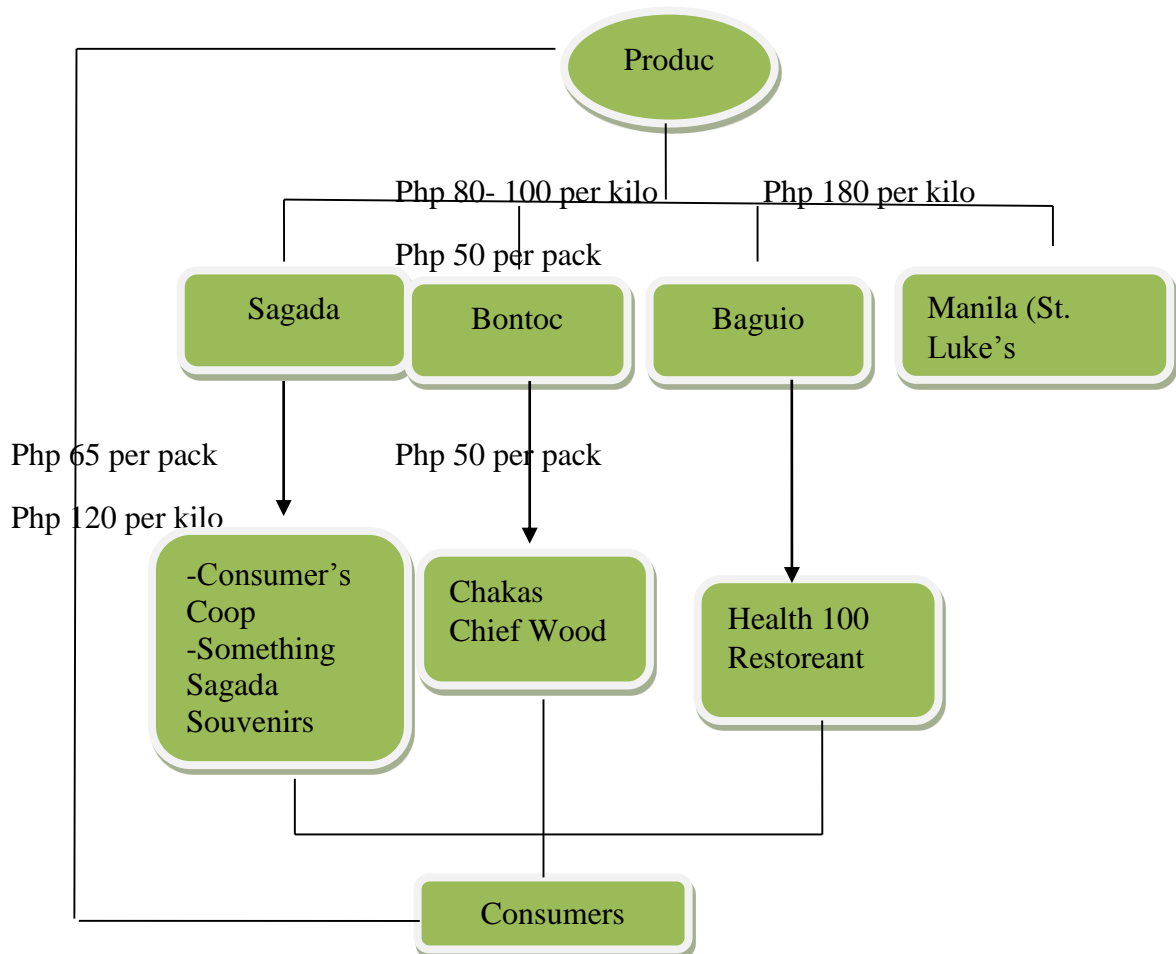 Produc
Php 80- 100 per kilo
Php 180 per kilo
Php 50 per pack
Sagada
Bontoc
Baguio
Manila (St.
Luke’s
Php 65 per pack
Php 50 per pack
Php 120 per kilo
-Consumer’s
Coop
-Something
Sagada
Souvenirs
Chakas
Chief Wood
Health 100
Restoreant
Consumers